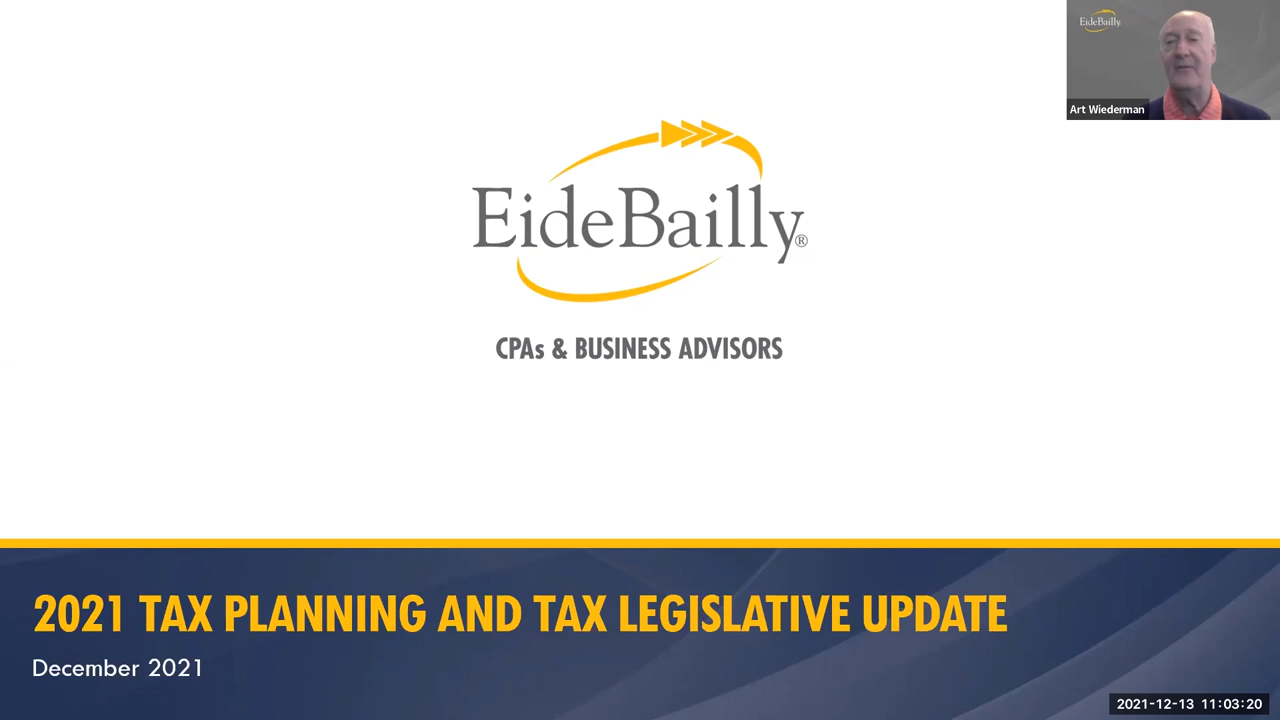 EideBailly
Art Wiederman
EideBailly®
CPAs & BUSINESS ADVISORS
2021 TAX PLANNING AND TAX LEGISLATIVE UPDATE
December 2021
2021-12-13 11:03:20